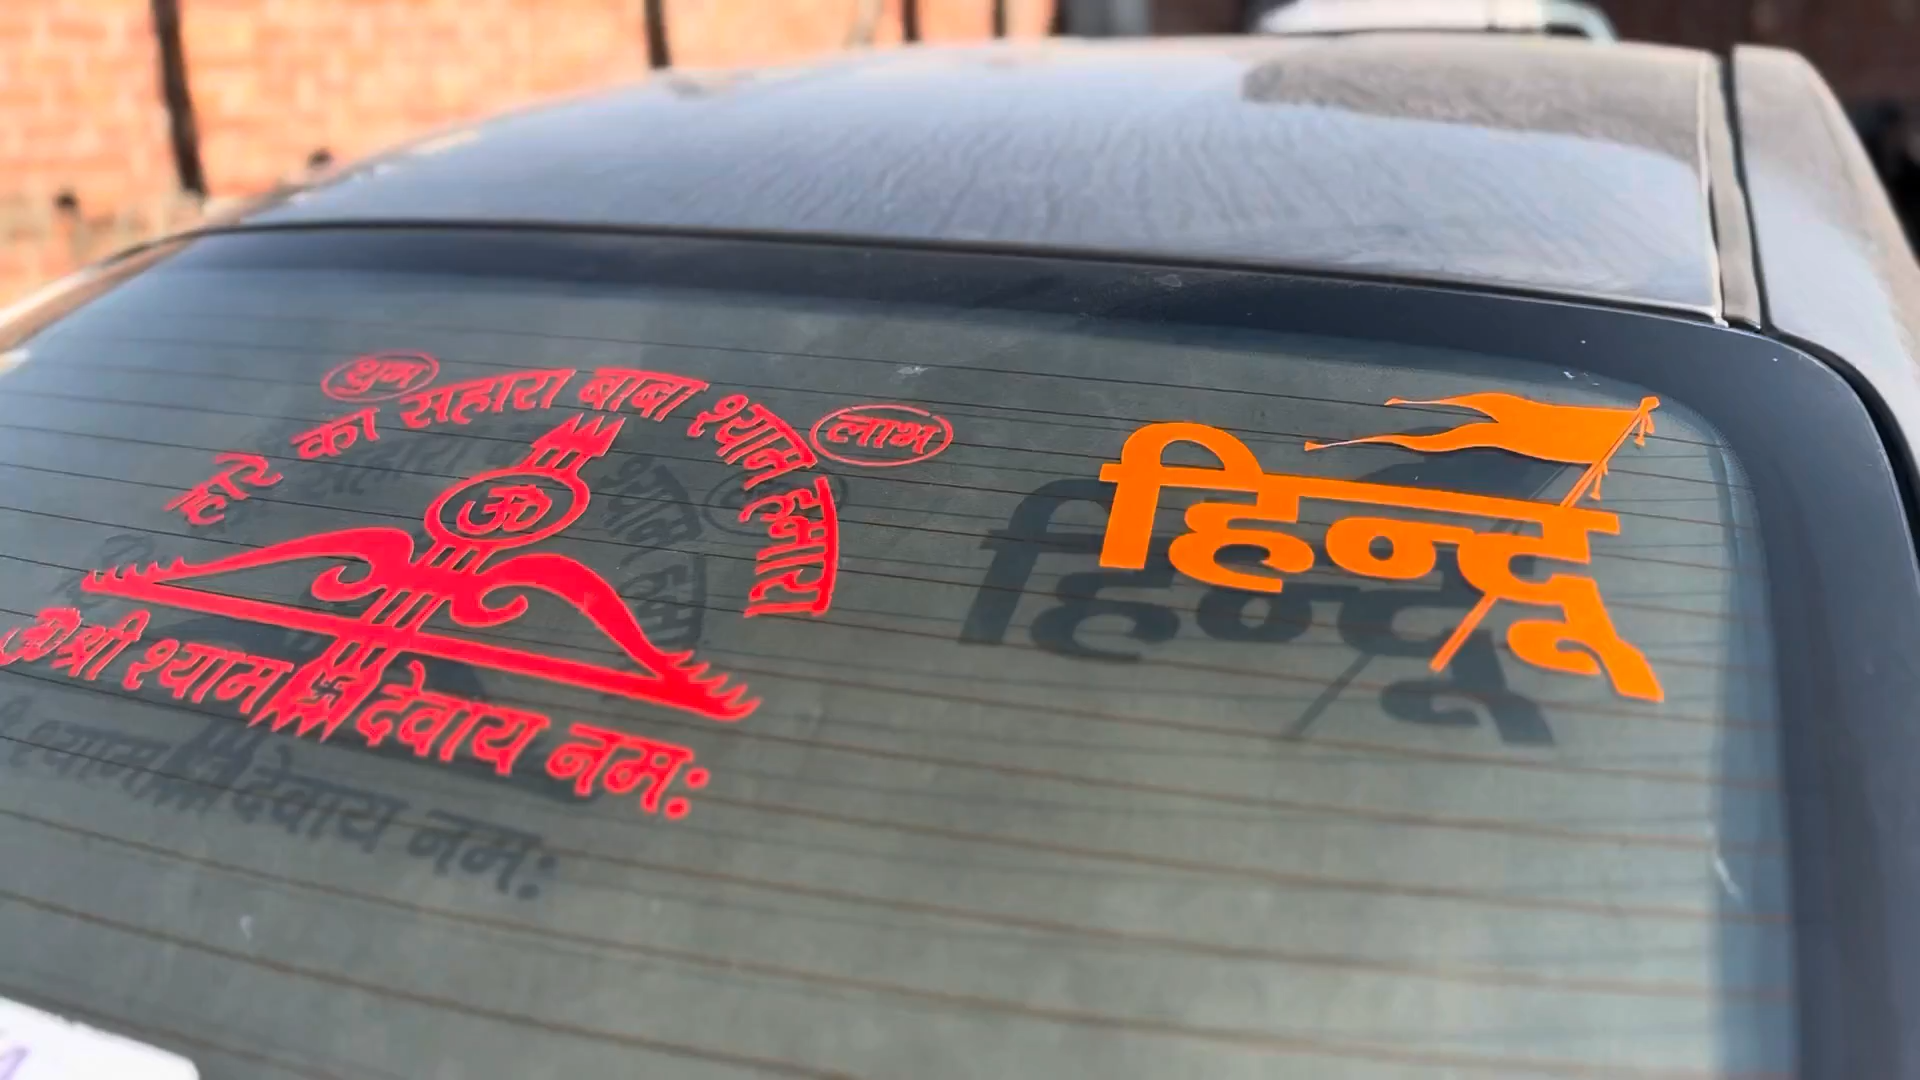 शुभ
लाभ
हारे का सहारा बाबा श्याम हमारा
ॐ
ॐ श्री श्याम देवाय नमः
हिन्दू